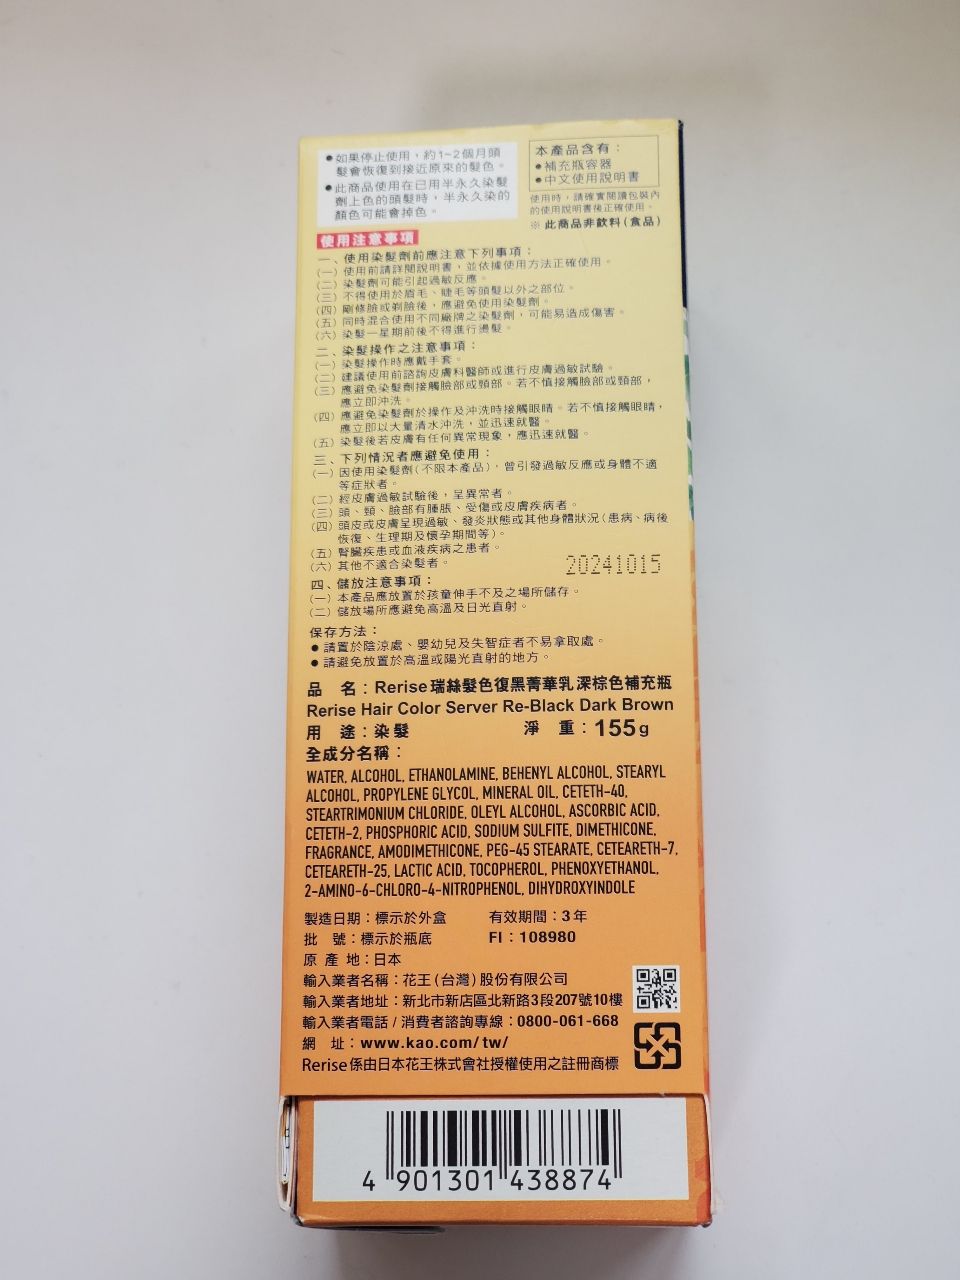 ●如果停止使用，約1~2個月頭
髮會恢復到接近原來的髮色。
●此商品使用在已用半永久染髮
劑上色的頭髮時，半永久染的
顏色可能會掉色。
本產品含有：
●補充瓶容器
●中文使用說明書
使用時，請確實閱讀包裝內
的使用說明書後正確使用。
※ 此商品非飲料(食品)
使用注意事項
一、使用染髮劑前應注意下列事項：
(一) 使用前請詳閱說明書，並依據使用方法正確使用。
(二) 染髮劑可能引起過敏反應。
(三) 不得使用於眉毛、睫毛等頭髮以外之部位。
(四) 剛修臉或剃臉後，應避免使用染髮劑。
(五) 同時混合使用不同廠牌之染髮劑，可能易造成傷害。
(六) 染髮一星期前後不得進行燙髮。
二、染髮操作之注意事項：
(一) 染髮操作時應戴手套。
(二) 建議使用前諮詢皮膚科醫師或進行皮膚過敏試驗。
(三) 應避免染髮劑接觸臉部或頸部。若不慎接觸臉部或頸部，
應立即沖洗。
(四) 應避免染髮劑於操作及沖洗時接觸眼睛。若不慎接觸眼睛，
應立即以大量清水沖洗，並迅速就醫。
(五) 染髮後若皮膚有任何異常現象，應迅速就醫。
三、下列情況者應避免使用：
(一) 因使用染髮劑(不限本產品)，曾引發過敏反應或身體不適
等症狀者。
(二) 經皮膚過敏試驗後，呈異常者。
(三) 頭、頸、臉部有腫脹、受傷或皮膚疾病者。
(四) 頭皮或皮膚呈現過敏、發炎狀態或其他身體狀況(患病、病後
恢復、生理期及懷孕期間等)。
(五) 腎臟疾患或血液疾病之患者。
(六) 其他不適合染髮者。
20241015
四、儲放注意事項：
(一) 本產品應放置於孩童伸手不及之場所儲存。
(二) 儲放場所應避免高溫及日光直射。
保存方法：
●請置於陰涼處、嬰幼兒及失智症者不易拿取處。
●請避免放置於高溫或陽光直射的地方。
品 名：Rerise瑞絲髮色復黑菁華乳 深棕色補充瓶
Rerise Hair Color Server Re-Black Dark Brown
用 途：染髮 淨 重：155g
全成分名稱：
WATER, ALCOHOL, ETHANOLAMINE, BEHENYL ALCOHOL, STEARYL
ALCOHOL, PROPYLENE GLYCOL, MINERAL OIL, CETETH-40,
STEARTRIMONIUM CHLORIDE, OLEYL ALCOHOL, ASCORBIC ACID,
CETETH-2, PHOSPHORIC ACID, SODIUM SULFITE, DIMETHICONE,
FRAGRANCE, AMODIMETHICONE, PEG-45 STEARATE, CETEARETH-7,
CETEARETH-25, LACTIC ACID, TOCOPHEROL, PHENOXYETHANOL,
2-AMINO-6-CHLORO-4-NITROPHENOL, DIHYDROXYINDOLE
製造日期：標示於外盒 有效期間：3年
批 號：標示於瓶底 FI：108980
原 產 地：日本
輸入業者名稱：花王(台灣)股份有限公司
輸入業者地址：新北市新店區北新路3段207號10樓
輸入業者電話/消費者諮詢專線：0800-061-668
網 址：www.kao.com/tw/
Rerise係由日本花王株式會社授權使用之註冊商標
4 901301 438874